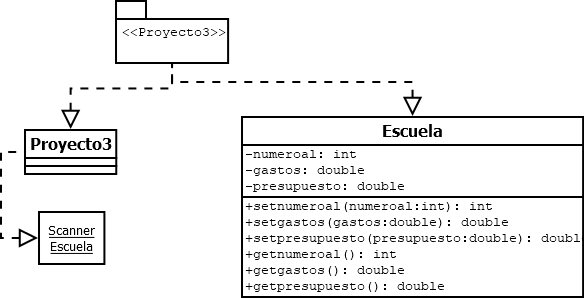 <<Proyecto3>>
Proyecto3
Scanner
Escuela
Escuela
-numeroal: int
-gastos: double
-presupuesto: double
+setnumeroal(numeroal:int): int
+setgastos(gastos:double): double
+setpresupuesto(presupuesto:double): doubl
+getnumeroal(): int
+getgastos(): double
+getpresupuesto(): double